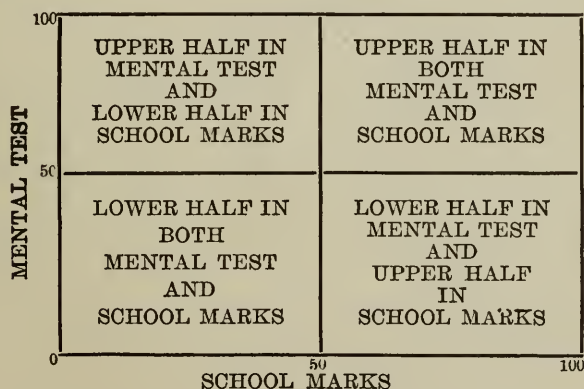 100
UPPER HALF IN
MENTAL TEST
AND
LOWER HALF IN
SCHOOL MARKS
UPPER HALF IN
BOTH
MENTAL TEST
AND
SCHOOL MARKS
MENTAL TEST
50
LOWER HALF IN
BOTH
MENTAL TEST
AND
SCHOOL MARKS
LOWER HALF IN
MENTAL TEST
AND
UPPER HALF
IN
SCHOOL MARKS
0
50
100
SCHOOL MARKS